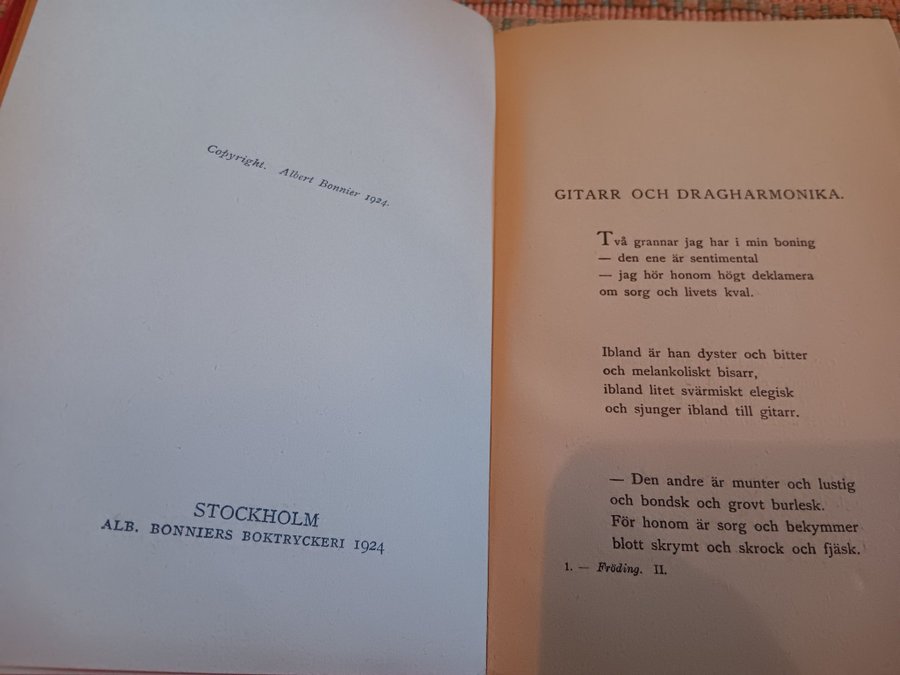 Copyright. Albert Bonnier 1924.
STOCKHOLM
ALB. BONNIERS BOKTRYCKERI 1924
GITARR OCH DRAGHARMONIKA.
Två grannar jag har i min boning
— den ene är sentimental
— jag hör honom högt deklamera
om sorg och livets kval.
Ibland är han dyster och bitter
och melankoliskt bisarr,
ibland litet svärmiskt elegisk
och sjunger ibland till gitarr.
— Den andre är munter och lustig
och bondsk och grovt burlesk.
För honom är sorg och bekymmer
blott skrymt och skrock och fjäsk.
1. — Fröding. II.